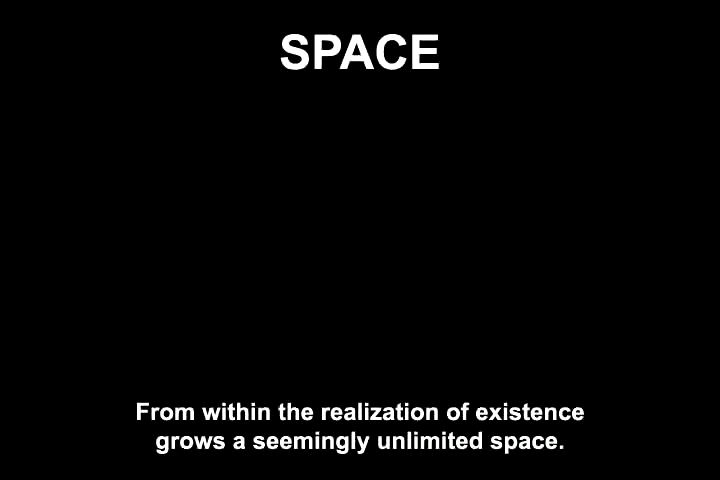 SPACE
From within the realization of existence
grows a seemingly unlimited space.